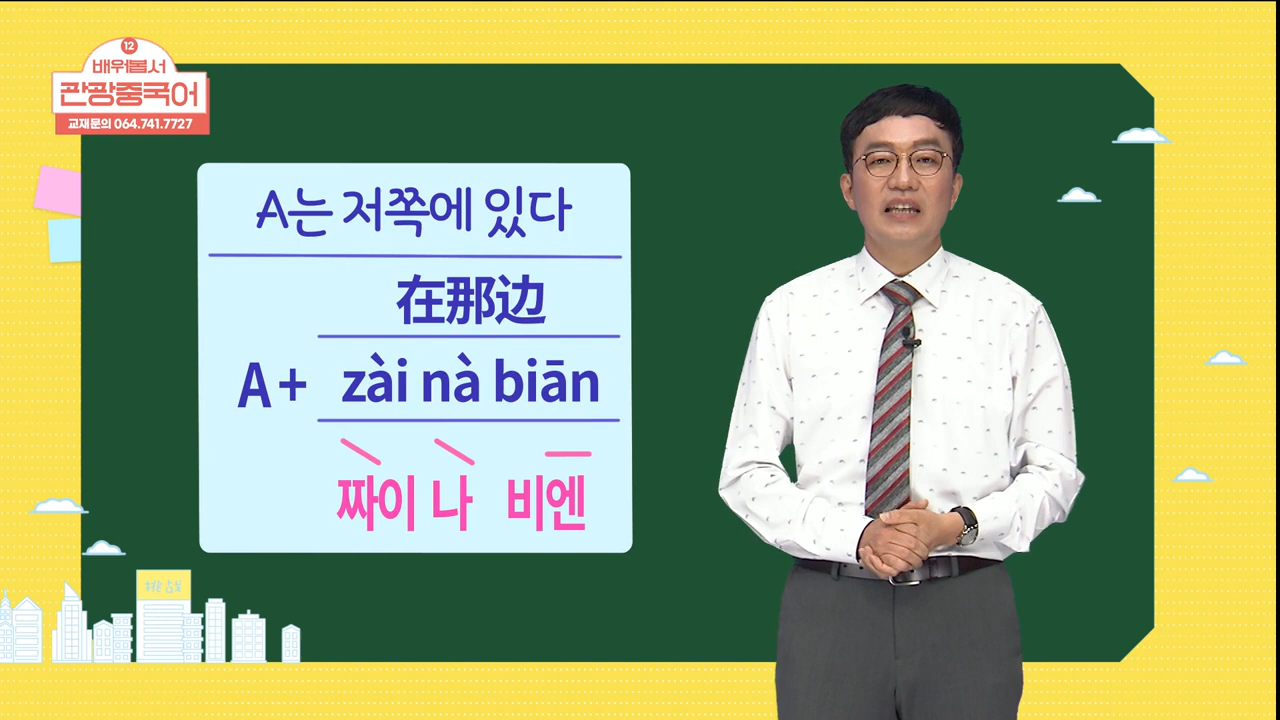 12
배워봅서
관광중국어
교재문의 064.741.7727
A는 저쪽에 있다
在那边
A + zài nà biān
짜이 나 비엔